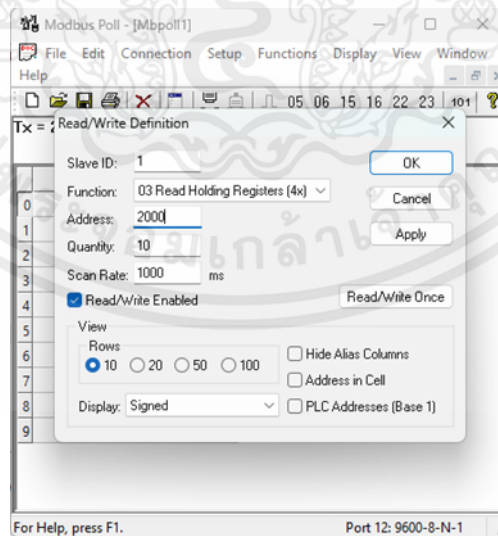 Modbus Poll - [Mbpoll1]
File Edit Connection Setup Functions Display View Window
Help
05 06 15 16 22 23 101
Tx = 2
Read/Write Definition
Slave ID: 1
OK
Function: 03 Read Holding Registers (4x)
Cancel
Address: 2000
Apply
Quantity: 10
Scan Rate: 1000 ms
Read/Write Enabled
Read/Write Once
View
Rows
10 20 50 100
Hide Alias Columns
Address in Cell
Display: Signed
PLC Addresses (Base 1)
0
1
2
3
4
5
6
7
8
9
For Help, press F1.
Port 12: 9600-8-N-1